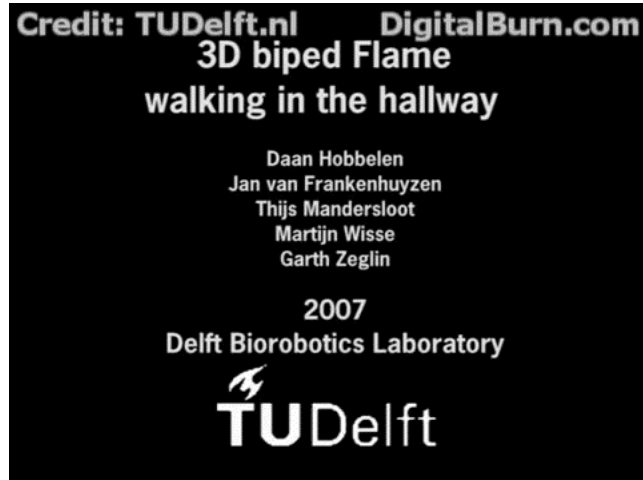 Credit: TUDelft.nl DigitalBurn.com
3D biped Flame
walking in the hallway
Daan Hobbelen
Jan van Frankenhuyzen
Thijs Mandersloot
Martijn Wisse
Garth Zeglin
2007
Delft Biorobotics Laboratory
TUDelft